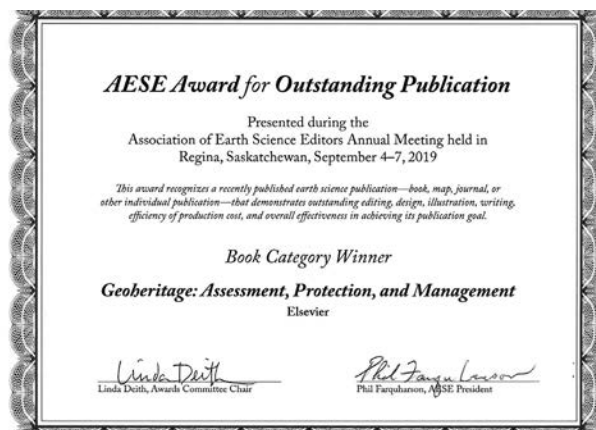 AESE Award for Outstanding Publication
Presented during the
Association of Earth Science Editors Annual Meeting held in
Regina, Saskatchewan, September 4–7, 2019
This award recognizes a recently published earth science publication—book, map, journal, or
other individual publication—that demonstrates outstanding editing, design, illustration, writing,
efficiency of production cost, and overall effectiveness in achieving its publication goal.
Book Category Winner
Geoheritage: Assessment, Protection, and Management
Elsevier
Linda Deith
Linda Deith, Awards Committee Chair
Phil Farquharson
Phil Farquharson, AESE President